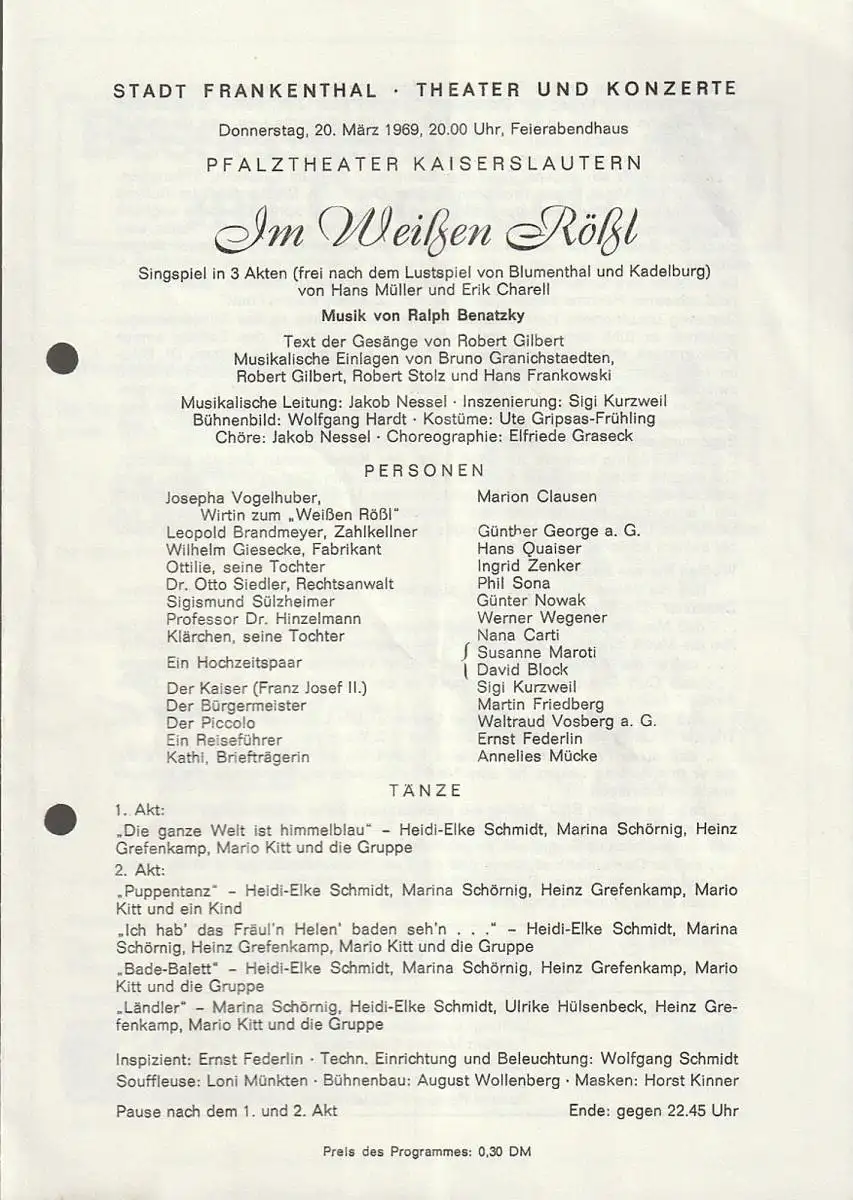 STADT FRANKENTHAL · THEATER UND KONZERTE
Donnerstag, 20. März 1969, 20.00 Uhr, Feierabendhaus
PFALZTHEATER KAISERSLAUTERN
Im Weißen Rößl
Singspiel in 3 Akten (frei nach dem Lustspiel von Blumenthal und Kadelburg)
von Hans Müller und Erik Charell
Musik von Ralph Benatzky
Text der Gesänge von Robert Gilbert
Musikalische Einlagen von Bruno Granichstaedten,
Robert Gilbert, Robert Stolz und Hans Frankowski
Musikalische Leitung: Jakob Nessel · Inszenierung: Sigi Kurzweil
Bühnenbild: Wolfgang Hardt · Kostüme: Ute Gripsas-Frühling
Chöre: Jakob Nessel · Choreographie: Elfriede Graseck
PERSONEN
Josepha Vogelhuber, Marion Clausen
Wirtin zum „Weißen Rößl“
Leopold Brandmeyer, Zahlkellner Günther George a. G.
Wilhelm Giesecke, Fabrikant Hans Quaiser
Ottilie, seine Tochter Ingrid Zenker
Dr. Otto Siedler, Rechtsanwalt Phil Sona
Sigismund Sülzheimer Günter Nowak
Professor Dr. Hinzelmann Werner Wegener
Klärchen, seine Tochter Nana Carti
Ein Hochzeitspaar Susanne Maroti
David Block
Der Kaiser (Franz Josef II.) Sigi Kurzweil
Der Bürgermeister Martin Friedberg
Der Piccolo Waltraud Vosberg a. G.
Ein Reiseführer Ernst Federlin
Kathi, Briefträgerin Annelies Mücke
TÄNZE
1. Akt:
„Die ganze Welt ist himmelblau“ – Heidi-Elke Schmidt, Marina Schörnig, Heinz
Grefenkamp, Mario Kitt und die Gruppe
2. Akt:
„Puppentanz“ – Heidi-Elke Schmidt, Marina Schörnig, Heinz Grefenkamp, Mario
Kitt und ein Kind
„Ich hab’ das Fräul’n Helen’ baden seh’n . . .“ – Heidi-Elke Schmidt, Marina
Schörnig, Heinz Grefenkamp, Mario Kitt und die Gruppe
„Bade-Balett“ – Heidi-Elke Schmidt, Marina Schörnig, Heinz Grefenkamp, Mario
Kitt und die Gruppe
„Ländler“ – Marina Schörnig, Heidi-Elke Schmidt, Ulrike Hülsenbeck, Heinz Gre-
fenkamp, Mario Kitt und die Gruppe
Inspizient: Ernst Federlin · Techn. Einrichtung und Beleuchtung: Wolfgang Schmidt
Souffleuse: Loni Münkten · Bühnenbau: August Wollenberg · Masken: Horst Kinner
Pause nach dem 1. und 2. Akt Ende: gegen 22.45 Uhr
Preis des Programmes: 0,30 DM